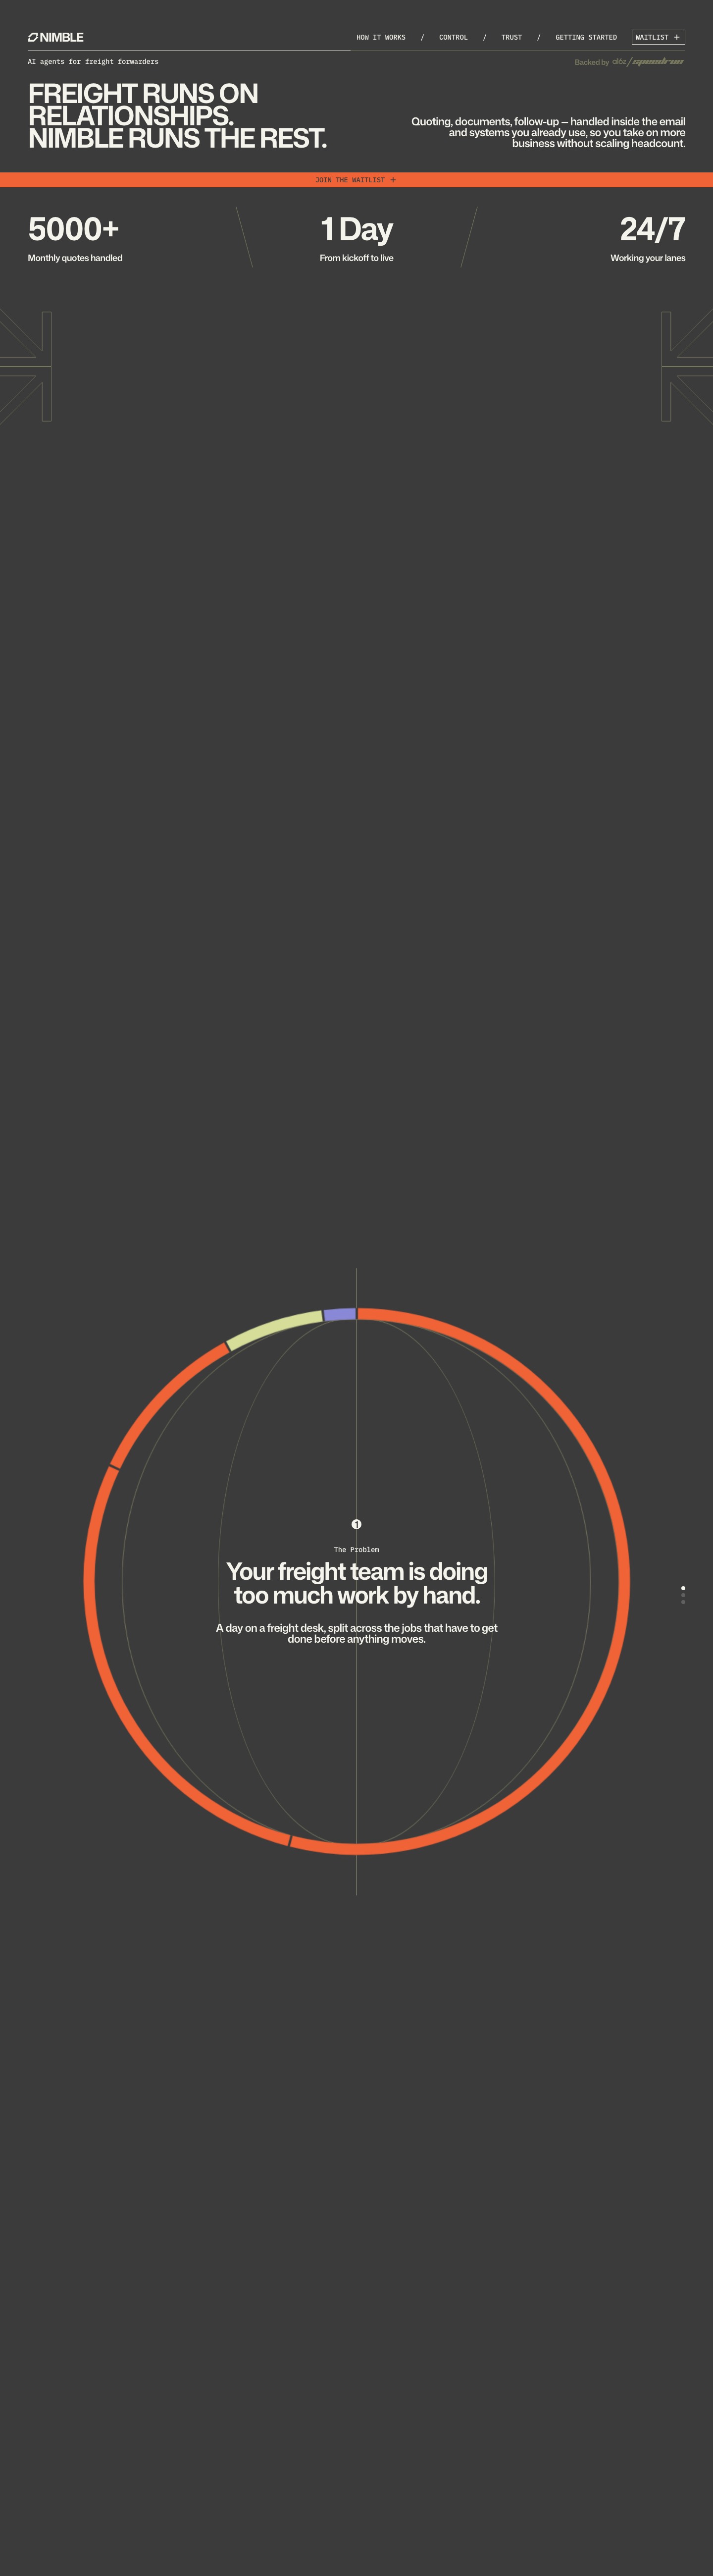 NIMBLE
HOW IT WORKS / CONTROL / TRUST / GETTING STARTED WAITLIST +
AI agents for freight forwarders
Backed by a16z/speedrun
FREIGHT RUNS ON
RELATIONSHIPS.
NIMBLE RUNS THE REST.
Quoting, documents, follow-up – handled inside the email
and systems you already use, so you take on more
business without scaling headcount.
JOIN THE WAITLIST +
5000+
Monthly quotes handled
1 Day
From kickoff to live
24/7
Working your lanes
1
The Problem
Your freight team is doing
too much work by hand.
A day on a freight desk, split across the jobs that have to get
done before anything moves.